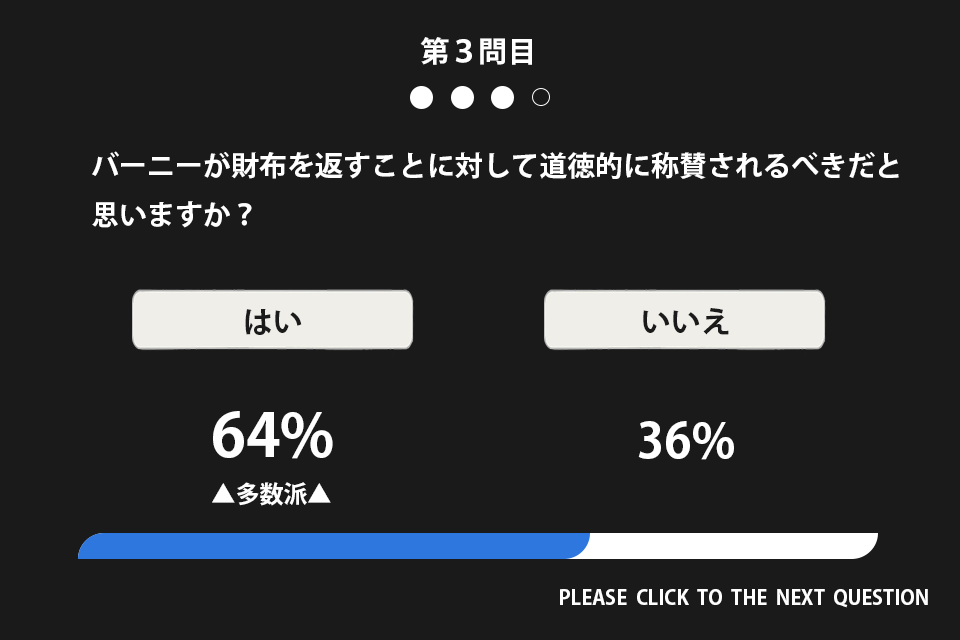 第３問目
バーニーが財布を返すことに対して道徳的に称賛されるべきだと
思いますか？
はい
いいえ
64%
36%
▲多数派▲
PLEASE CLICK TO THE NEXT QUESTION